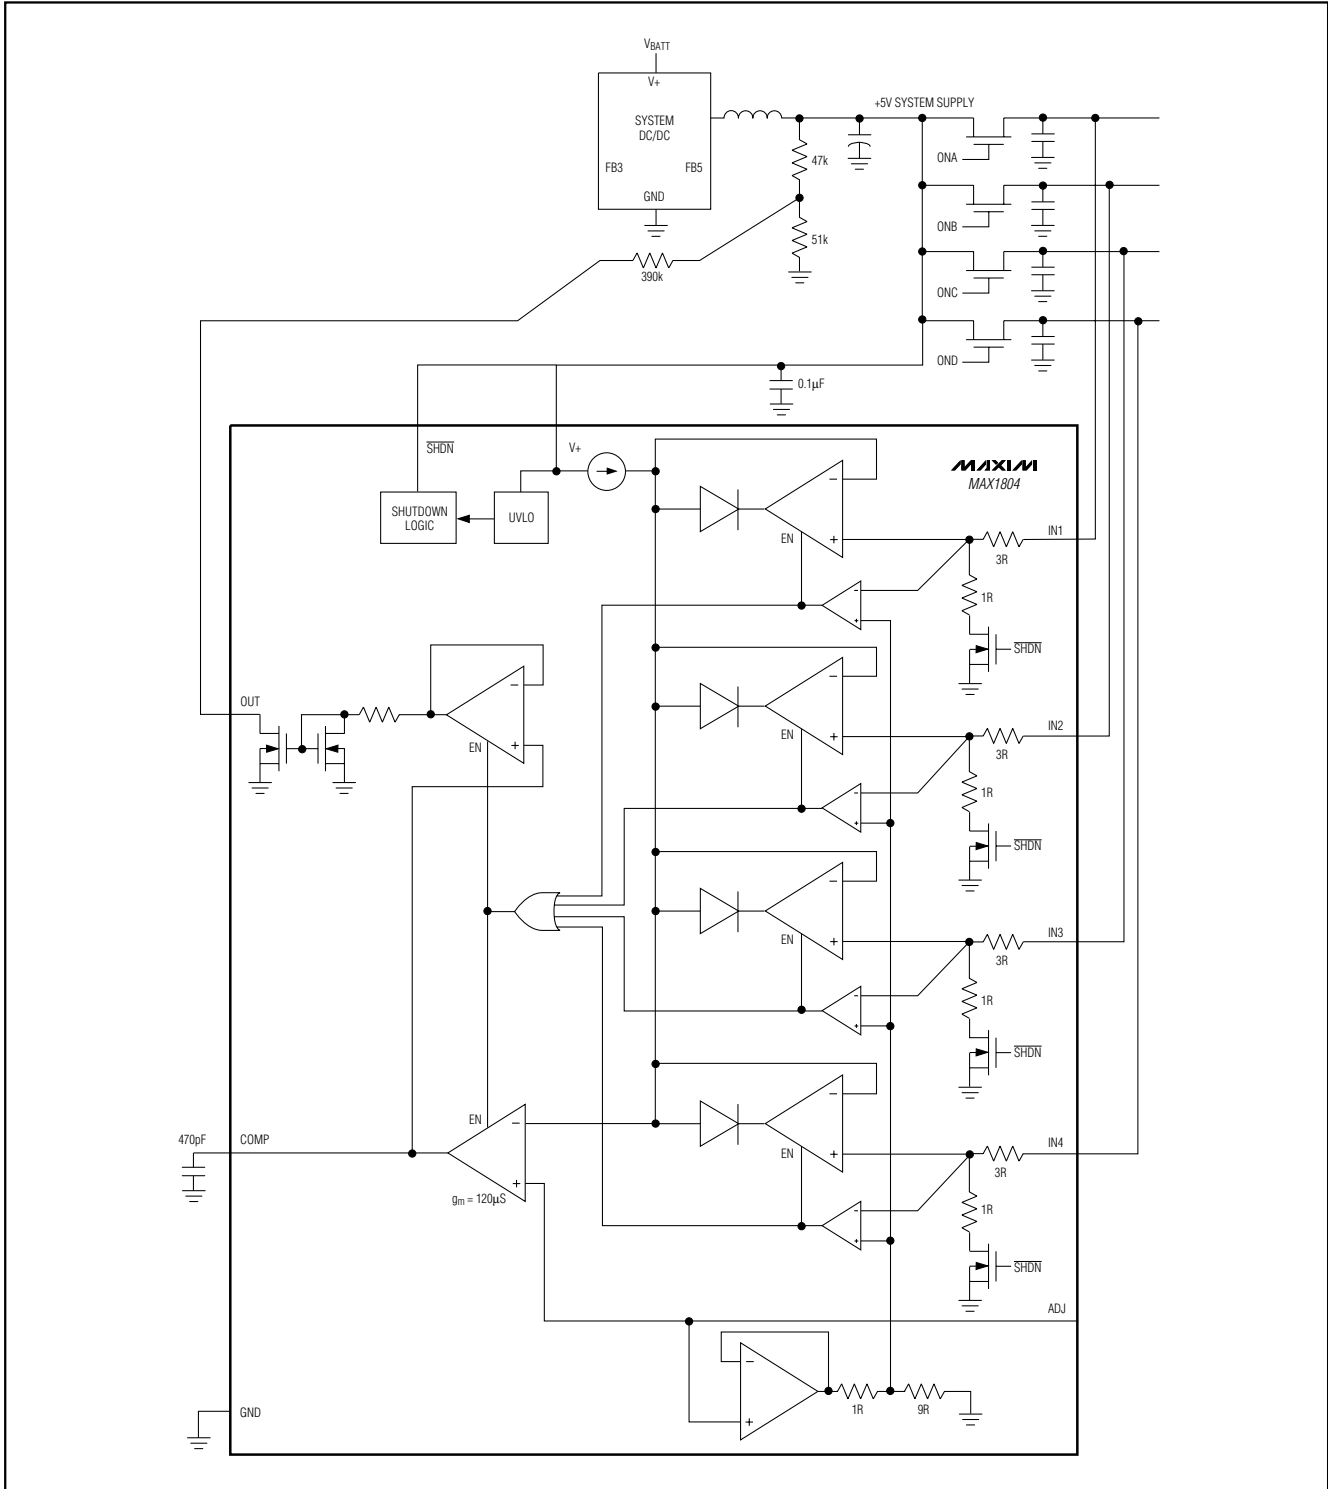 VBATT
V+
SYSTEM
DC/DC
FB3
FB5
GND
+5V SYSTEM SUPPLY
47k
51k
390k
ONA
ONB
ONC
OND
0.1μF
SHDN
V+
SHUTDOWN
LOGIC
UVLO
MAXIM
MAX1804
−
+
EN
IN1
3R
1R
-
+
SHDN
OUT
−
+
EN
−
+
EN
IN2
3R
1R
-
+
SHDN
−
+
EN
IN3
3R
1R
-
+
SHDN
470pF
COMP
EN
−
+
gm = 120μS
−
+
EN
IN4
3R
1R
-
+
SHDN
ADJ
−
+
1R
9R
GND